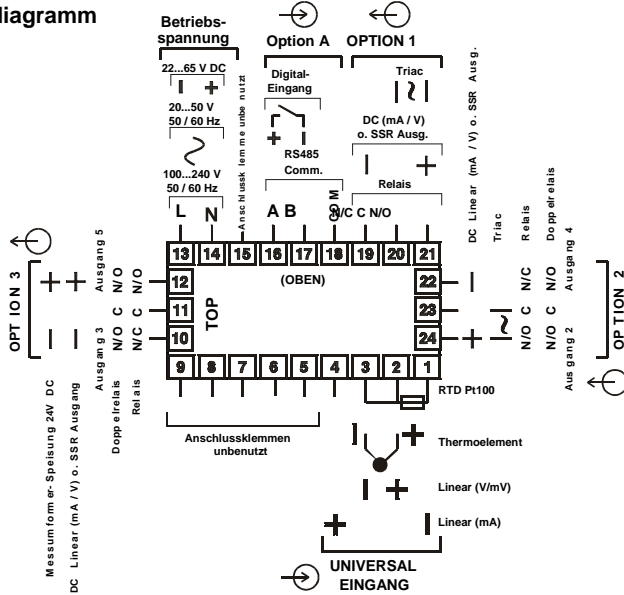 diagramm
Betriebs-
spannung
Option A
OPTION 1
22...65 V DC
20...50 V
50 / 60 Hz
100...240 V
50 / 60 Hz
L N
Anschlussklemme unbenutzt
Digital-
Eingang
RS485
Comm.
A B
COM
Triac
DC (mA / V)
o. SSR Ausg.
Relais
N/C C N/O
DC Linear (mA / V) o. SSR Ausg.
Triac
Relais
Doppelrelais
Ausgang 4
N/C N/O
C C
N/O N/C
Ausgang 2
OPTION 2
OPTION 3
Ausgang 5
N/O N/O
C C
N/O N/C
Ausgang 3
Doppelrelais
Relais
Messumformer-Speisung 24V DC
DC Linear (mA / V) o. SSR Ausgang
13 14 15 16 17 18 19 20 21
12 (OBEN) 22
11 TOP 23
10 24
9 8 7 6 5 4 3 2 1
RTD Pt100
Anschlussklemmen
unbenutzt
Thermoelement
Linear (V/mV)
Linear (mA)
UNIVERSAL
EINGANG